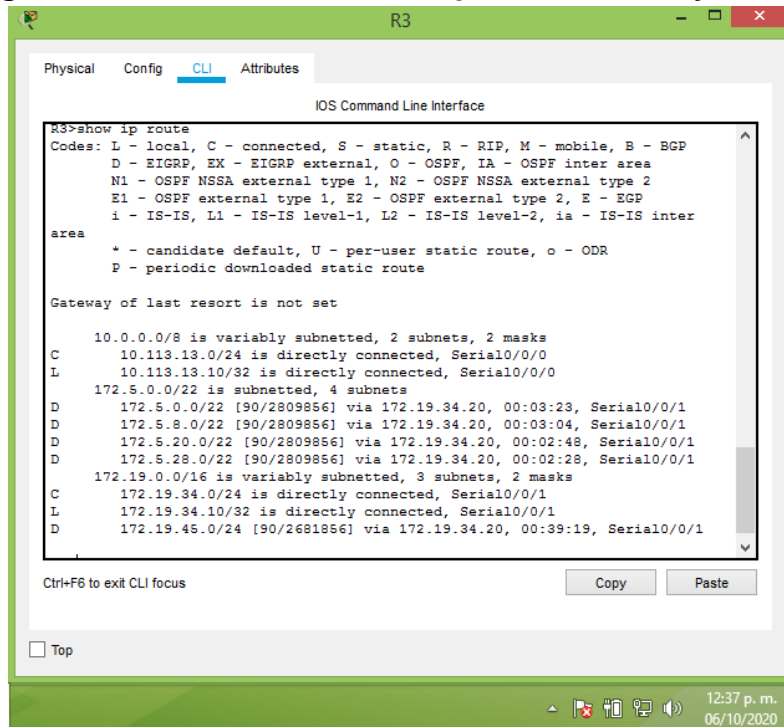 R3
Physical Config CLI Attributes
IOS Command Line Interface
R3>show ip route
Codes: L - local, C - connected, S - static, R - RIP, M - mobile, B - BGP
D - EIGRP, EX - EIGRP external, O - OSPF, IA - OSPF inter area
N1 - OSPF NSSA external type 1, N2 - OSPF NSSA external type 2
E1 - OSPF external type 1, E2 - OSPF external type 2, E - EGP
i - IS-IS, L1 - IS-IS level-1, L2 - IS-IS level-2, ia - IS-IS inter
area
* - candidate default, U - per-user static route, o - ODR
P - periodic downloaded static route
Gateway of last resort is not set
10.0.0.0/8 is variably subnetted, 2 subnets, 2 masks
C 10.113.13.0/24 is directly connected, Serial0/0/0
L 10.113.13.10/32 is directly connected, Serial0/0/0
172.5.0.0/22 is subnetted, 4 subnets
D 172.5.0.0/22 [90/2809856] via 172.19.34.20, 00:03:23, Serial0/0/1
D 172.5.8.0/22 [90/2809856] via 172.19.34.20, 00:03:04, Serial0/0/1
D 172.5.20.0/22 [90/2809856] via 172.19.34.20, 00:02:48, Serial0/0/1
D 172.5.28.0/22 [90/2809856] via 172.19.34.20, 00:02:28, Serial0/0/1
172.19.0.0/16 is variably subnetted, 3 subnets, 2 masks
C 172.19.34.0/24 is directly connected, Serial0/0/1
L 172.19.34.10/32 is directly connected, Serial0/0/1
D 172.19.45.0/24 [90/2681856] via 172.19.34.20, 00:39:19, Serial0/0/1
Ctrl+F6 to exit CLI focus
Copy Paste
Top
12:37 p. m.
06/10/2020